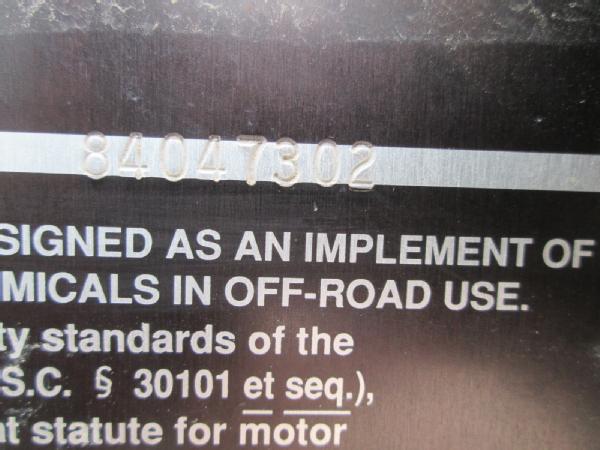 84047302
SIGNED AS AN IMPLEMENT OF
MICALS IN OFF-ROAD USE.
ty standards of the
S.C. § 30101 et seq.),
at statute for motor